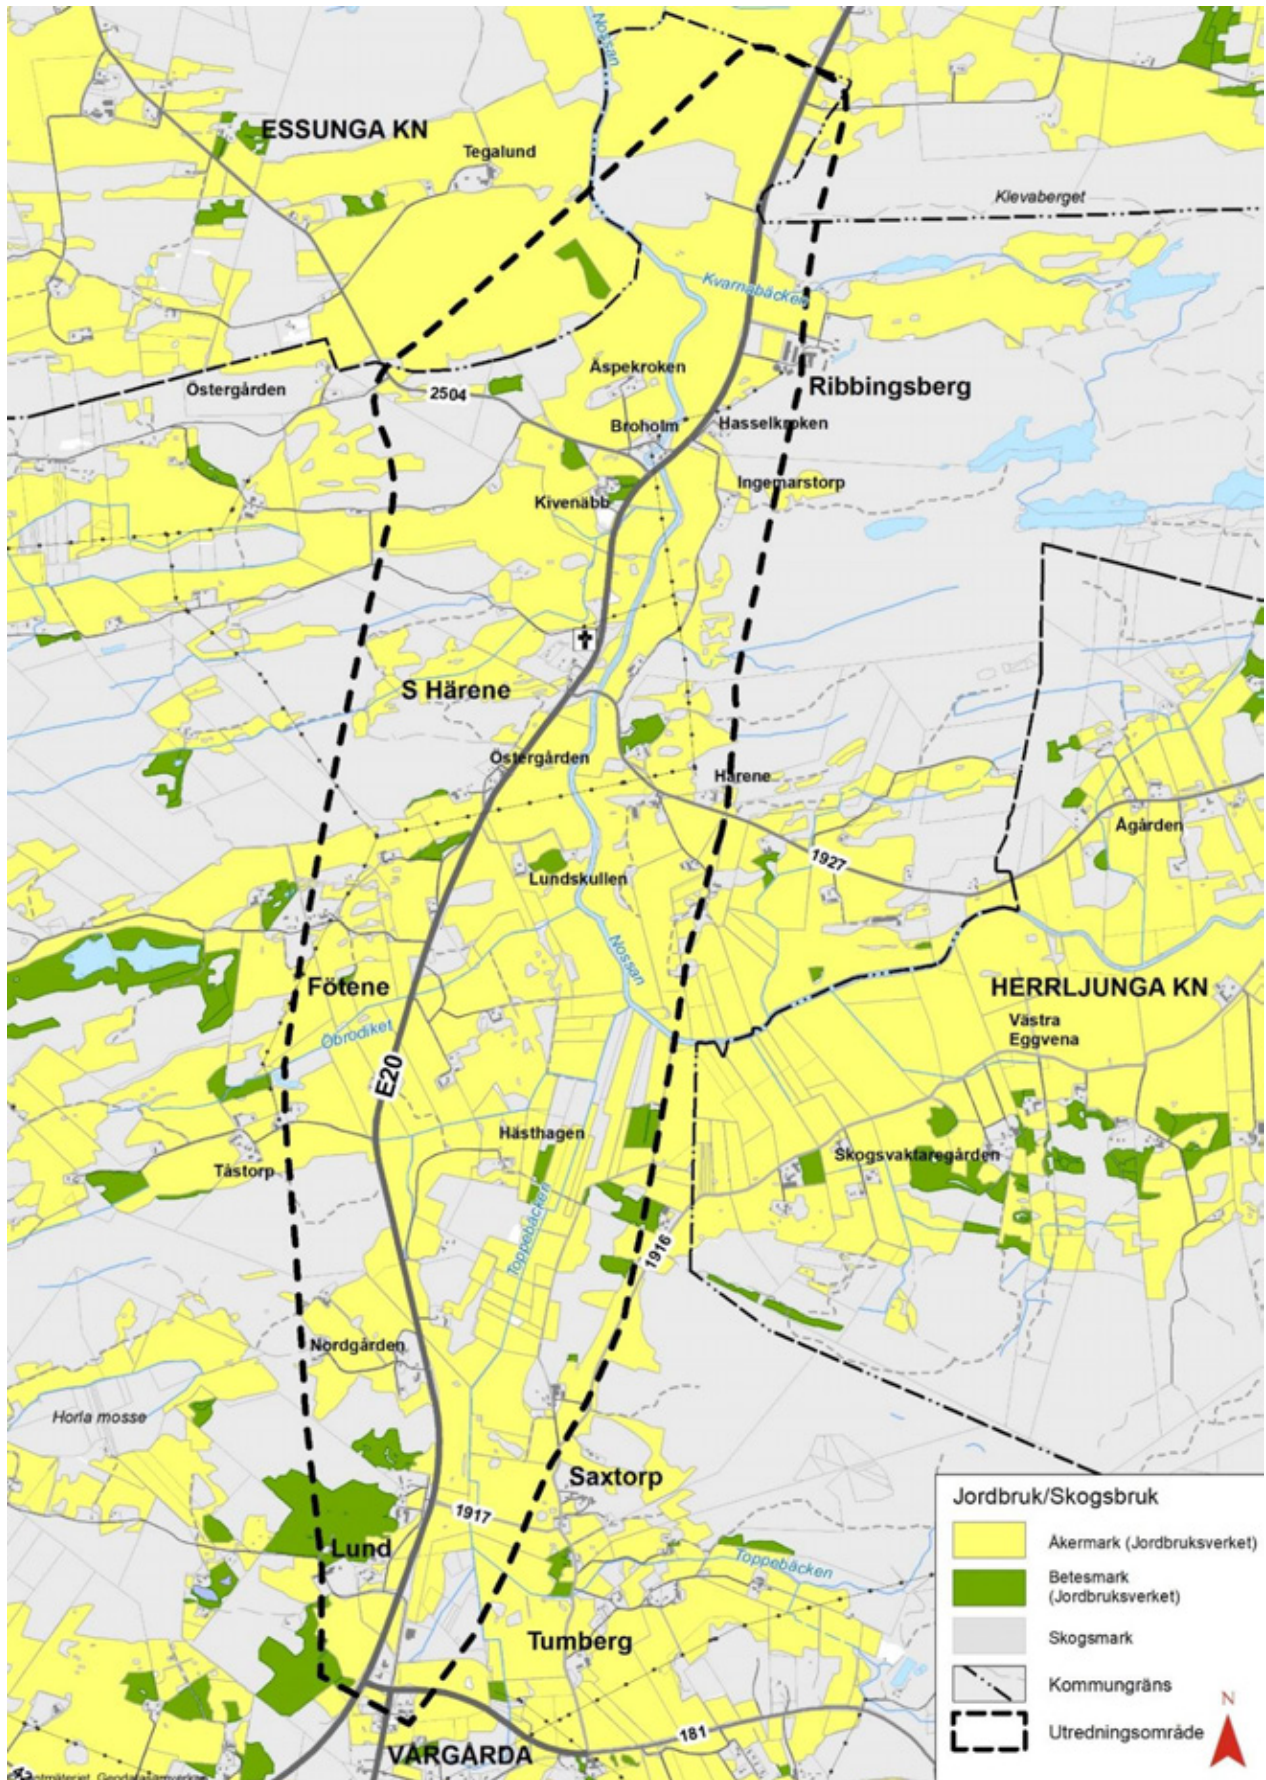 Nossan
ESSUNGA KN
Tegalund
Klevaberget
Kvarnabäcken
Äspekroken
Östergården
2504
Ribbingsberg
Broholm
Hasselkroken
Ingemarstorp
Kivenäbb
S Härene
Östergården
Härene
Ågården
1927
Lundskullen
Nossan
Fötene
HERRLJUNGA KN
Öbrodiket
Västra
Eggvena
E20
Hästhagen
Skogsvaktaregården
Tåstorp
Toppebäcken
1916
Nordgården
Horla mosse
Saxtorp
1917
Lund
Toppebäcken
Tumberg
181
VÅRGÅRDA
Jordbruk/Skogsbruk
Åkermark (Jordbruksverket)
Betesmark
(Jordbruksverket)
Skogsmark
Kommungräns
N
Utredningsområde